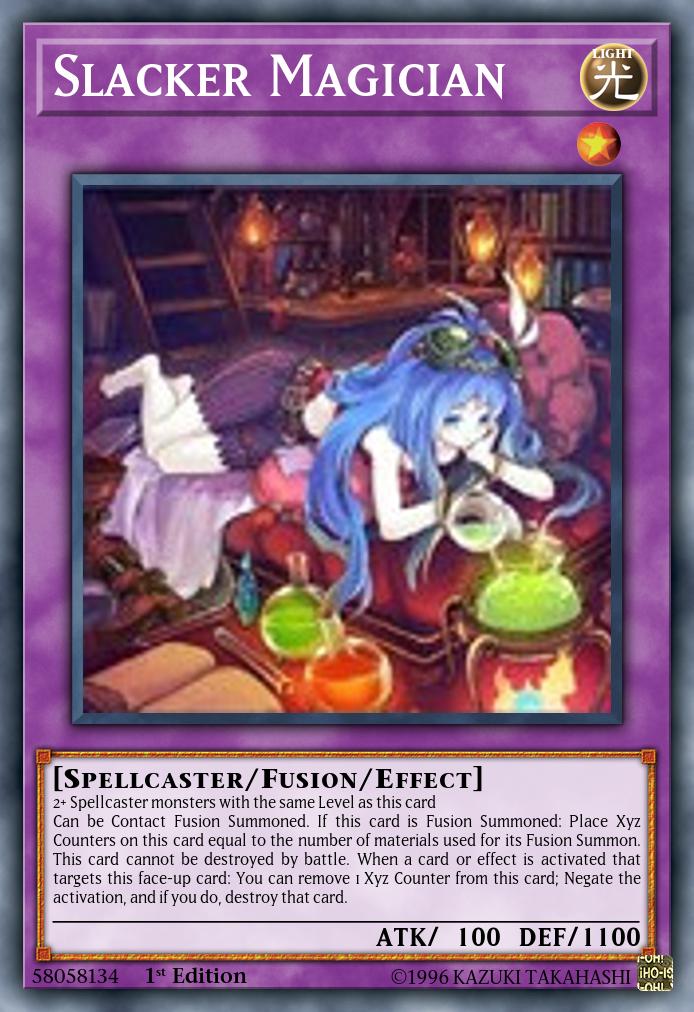 Slacker Magician
LIGHT
光
[Spellcaster/Fusion/Effect]
2+ Spellcaster monsters with the same Level as this card
Can be Contact Fusion Summoned. If this card is Fusion Summoned: Place Xyz
Counters on this card equal to the number of materials used for its Fusion Summon.
This card cannot be destroyed by battle. When a card or effect is activated that
targets this face-up card: You can remove 1 Xyz Counter from this card; Negate the
activation, and if you do, destroy that card.
ATK/ 100 DEF/1100
58058134 1st Edition ©1996 KAZUKI TAKAHASHI